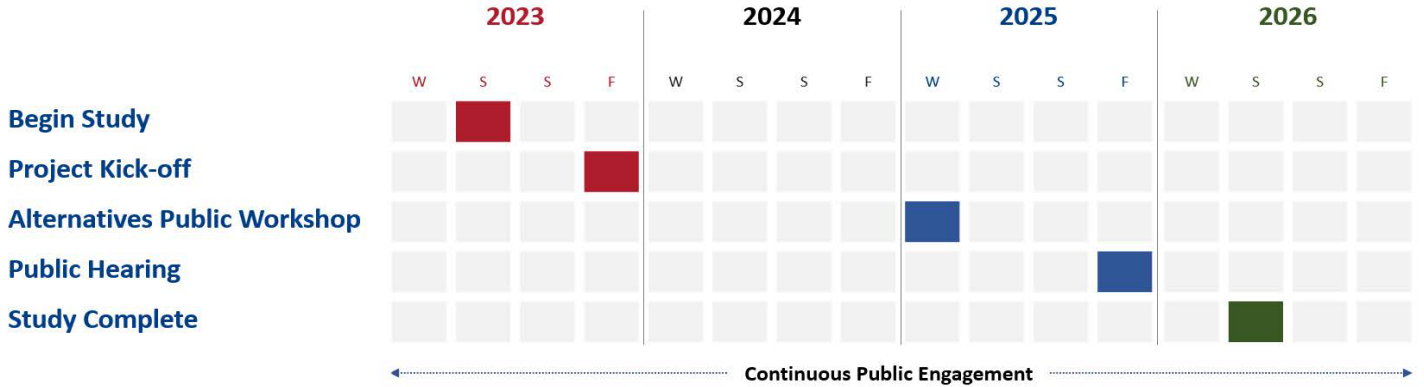 2023 2024 2025 2026
W S S F W S S F W S S F W S S F
Begin Study
Project Kick-off
Alternatives Public Workshop
Public Hearing
Study Complete
Continuous Public Engagement